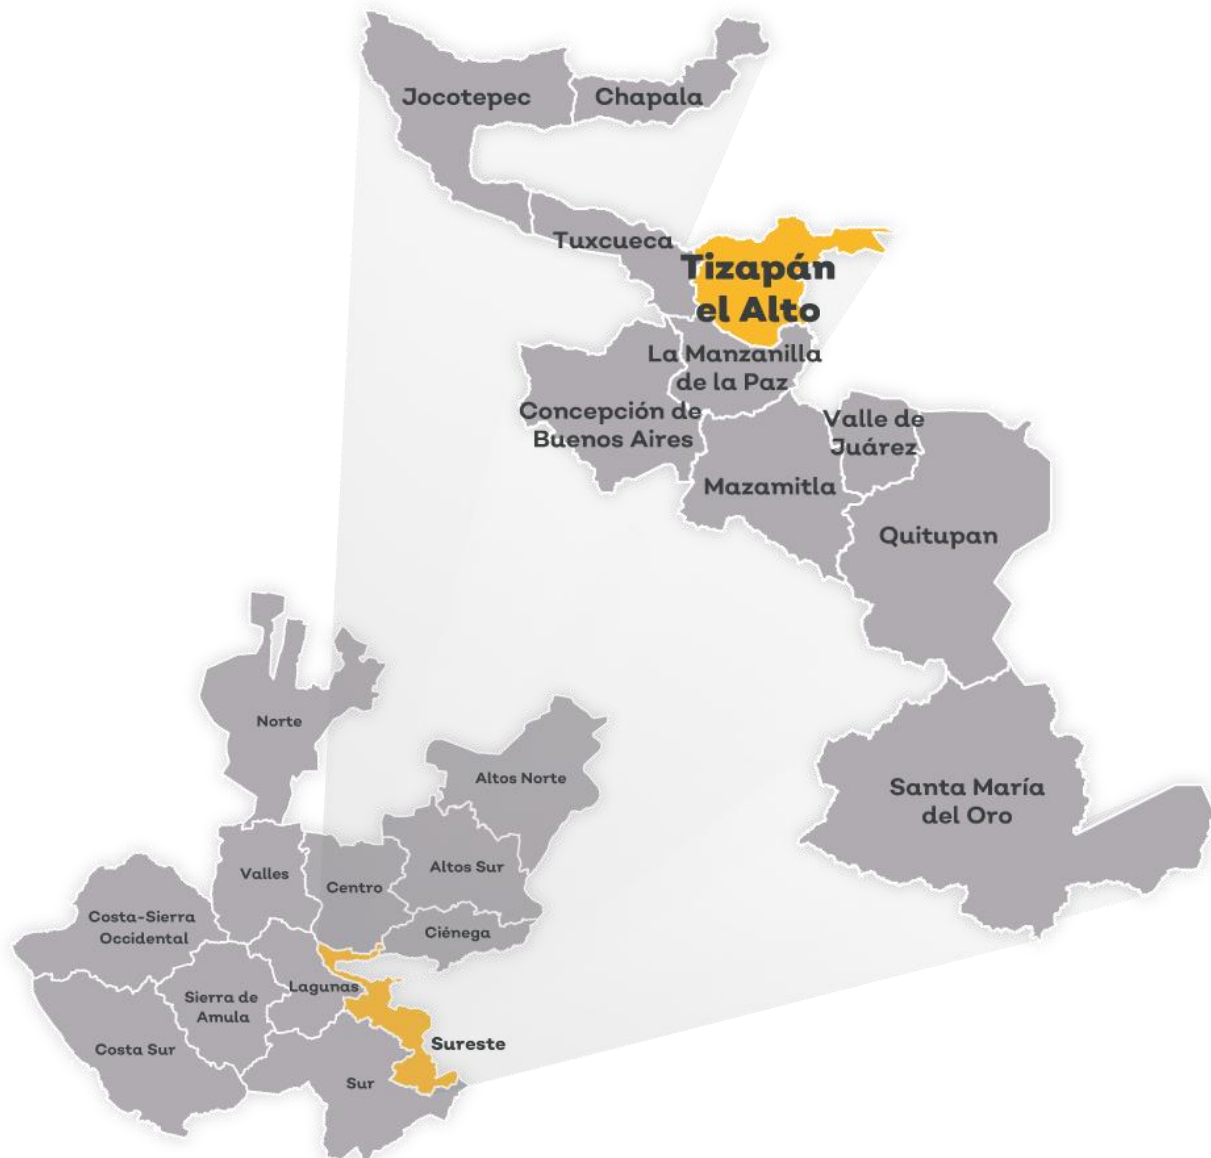 Jocotepec
Chapala
Tuxcueca
Tizapán
el Alto
La Manzanilla
de la Paz
Concepción de
Buenos Aires
Valle de
Juárez
Mazamitla
Quitupan
Santa María
del Oro
Norte
Altos Norte
Valles
Centro
Altos Sur
Costa-Sierra
Occidental
Ciénega
Lagunas
Sierra de
Amula
Costa Sur
Sureste
Sur